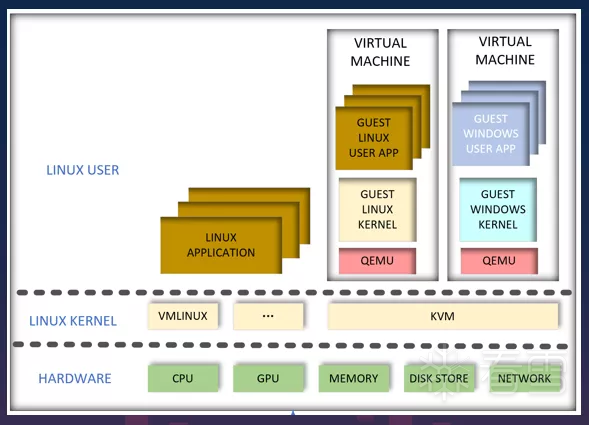 VIRTUAL
MACHINE
VIRTUAL
MACHINE
GUEST
LINUX
USER APP
GUEST
WINDOWS
USER APP
LINUX USER
GUEST
LINUX
KERNEL
GUEST
WINDOWS
KERNEL
LINUX
APPLICATION
QEMU
QEMU
LINUX KERNEL
VMLINUX
...
KVM
HARDWARE
CPU
GPU
MEMORY
DISK STORE
NETWORK
看雪